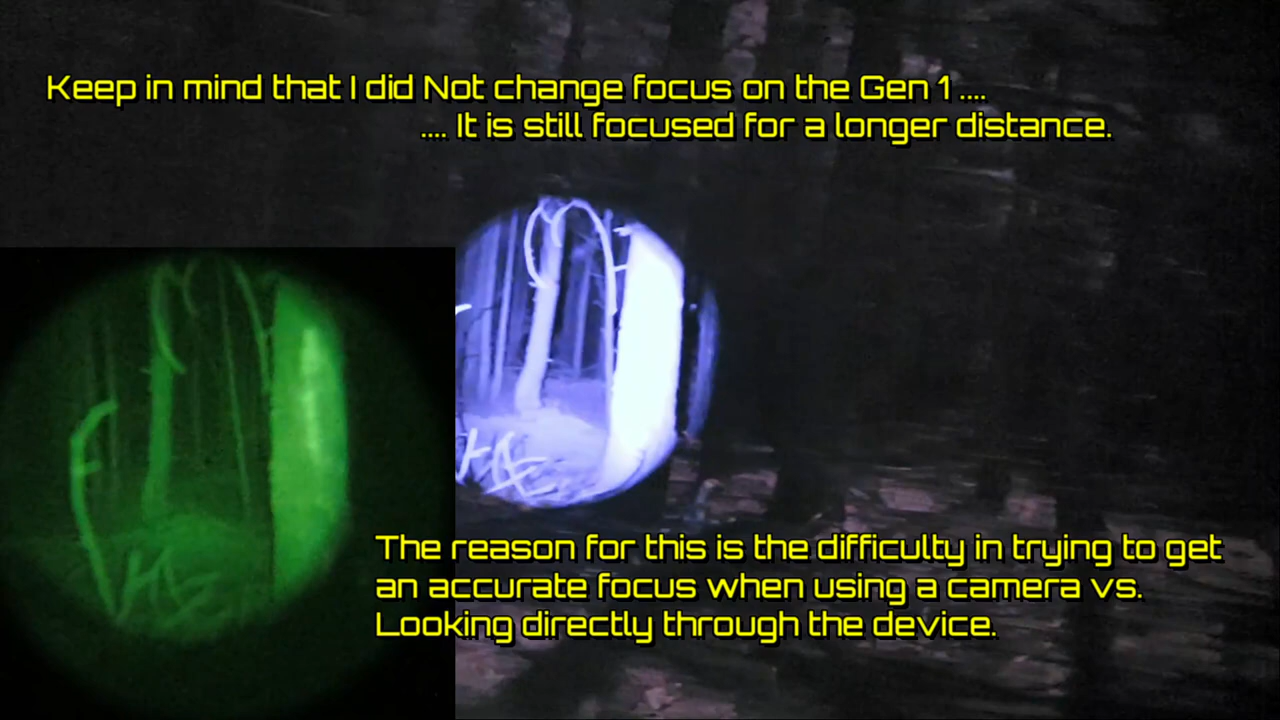 Keep in mind that I did Not change focus on the Gen 1 ....
.... It is still focused for a longer distance.
The reason for this is the difficulty in trying to get
an accurate focus when using a camera vs.
Looking directly through the device.